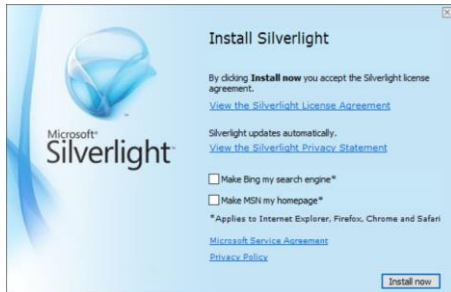 Install Silverlight
By clicking Install now you accept the Silverlight license
agreement.
View the Silverlight License Agreement
Microsoft®
Silverlight™
Silverlight updates automatically.
View the Silverlight Privacy Statement
Make Bing my search engine*
Make MSN my homepage*
*Applies to Internet Explorer, Firefox, Chrome and Safari
Microsoft Service Agreement
Privacy Policy
Install now